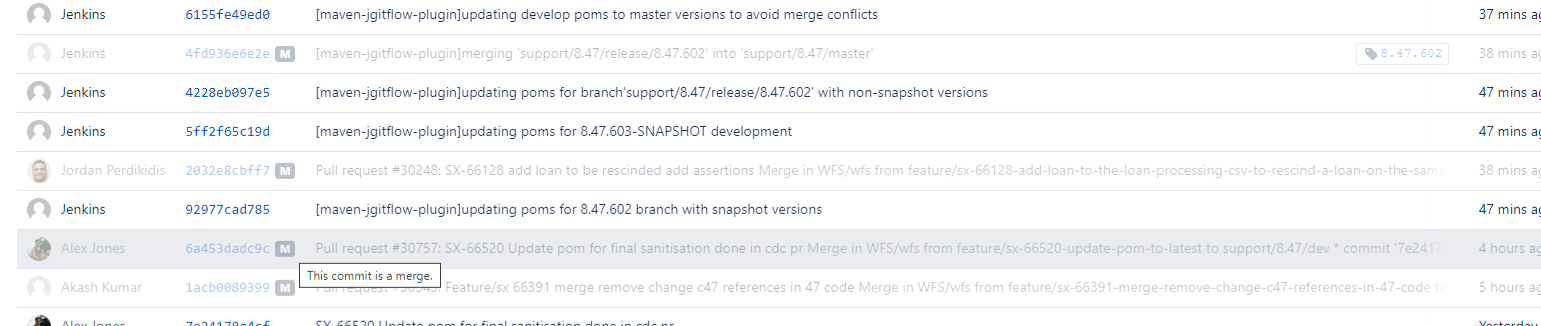 Jenkins 6155fe49ed0 [maven-jgitflow-plugin]updating develop poms to master versions to avoid merge conflicts 37 mins
Jenkins 4fd936e6e2e M [maven-jgitflow-plugin]merging 'support/8.47/release/8.47.602' into 'support/8.47/master' 8.47.602 38 mins
Jenkins 4228eb097e5 [maven-jgitflow-plugin]updating poms for branch'support/8.47/release/8.47.602' with non-snapshot versions 47 mins
Jenkins 5ff2f65c19d [maven-jgitflow-plugin]updating poms for 8.47.603-SNAPSHOT development 47 mins
Jordan Perdikidis 2032e8cbff7 M Pull request #30248: SX-66128 add loan to be rescinded add assertions Merge in WFS/wfs from feature/sx-66128-add-loan-to-the-loan-processing-csv-to-rescind-a-loan-on-the-same 38 mins
Jenkins 92977cad785 [maven-jgitflow-plugin]updating poms for 8.47.602 branch with snapshot versions 47 mins
Alex Jones 6a453dadc9c M Pull request #30757: SX-66520 Update pom for final sanitisation done in cdc pr Merge in WFS/wfs from feature/sx-66520-update-pom-to-latest to support/8.47/dev * commit '7e2417 4 hours
This commit is a merge.
Akash Kumar 1acb0089399 M Feature/sx 66391 merge remove change c47 references in 47 code Merge in WFS/wfs from feature/sx-66391-merge-remove-change-c47-references-in-47-code to 5 hours
Alex Jones 7e24178e4cf SX-66520 Update pom for final sanitisation done in cdc pr Yesterday